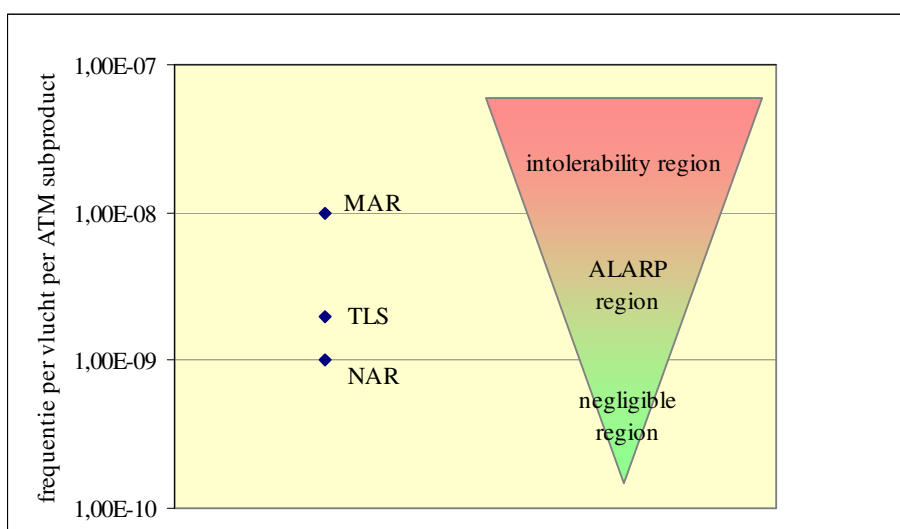 frequentie per vlucht per ATM subproduct
1,00E-07
1,00E-08
1,00E-09
1,00E-10
MAR
TLS
NAR
intolerability region
ALARP
region
negligible
region